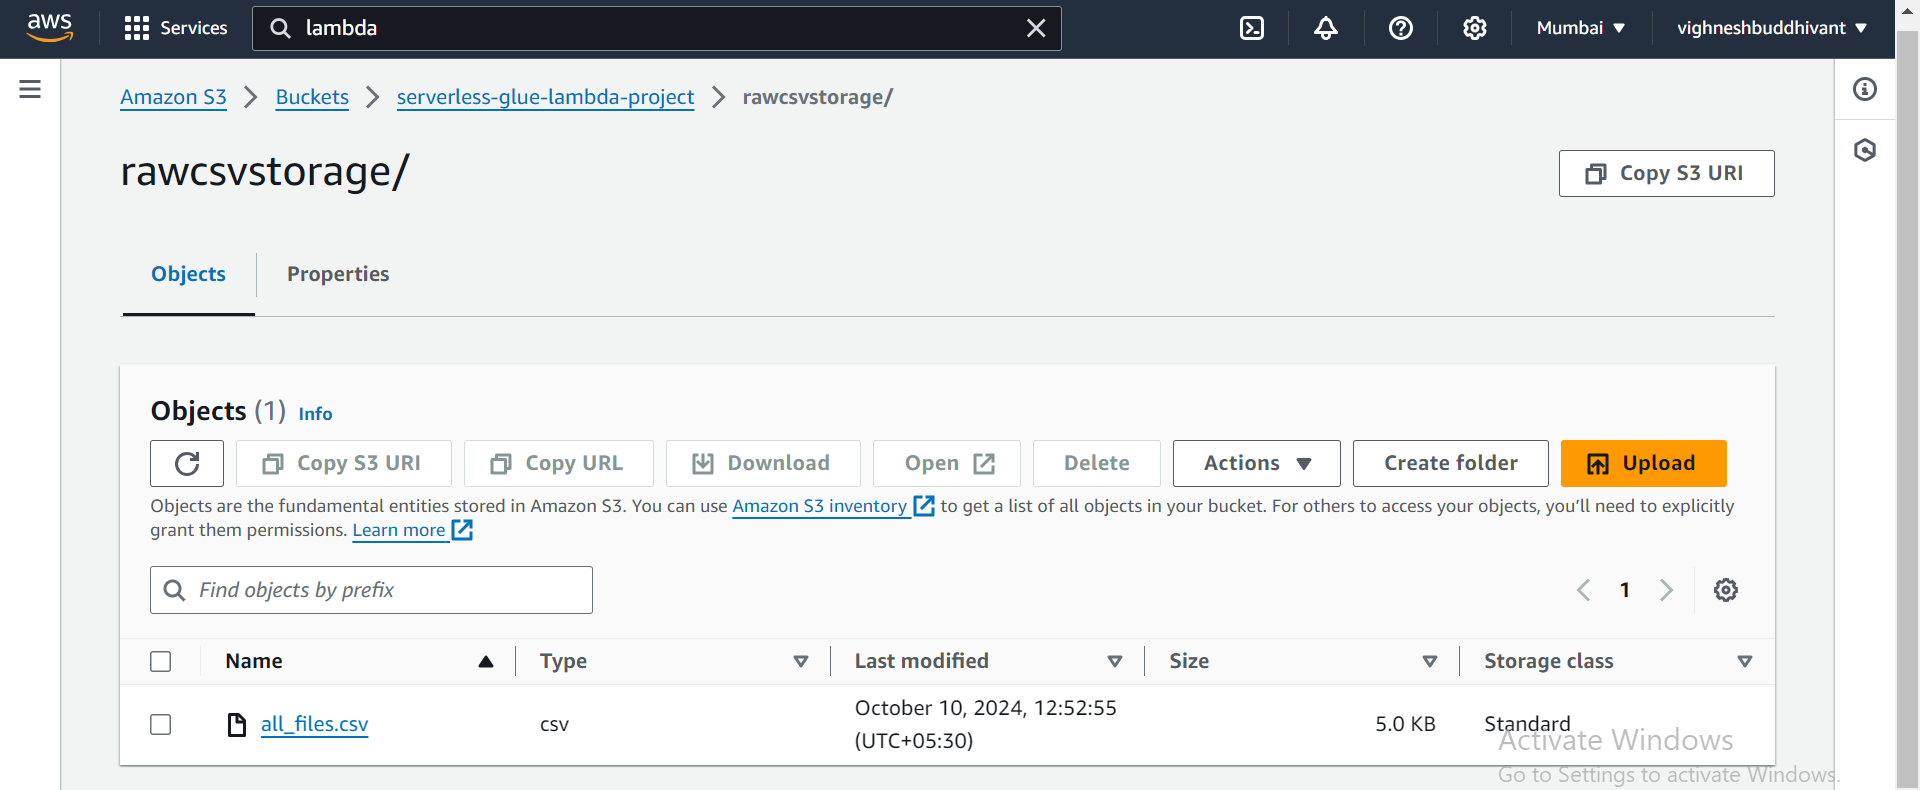 aws Services lambda Mumbai vighneshbuddhivant
Amazon S3 Buckets serverless-glue-lambda-project rawcsvstorage/
rawcsvstorage/
Copy S3 URI
Objects Properties
Objects (1) Info
Copy S3 URI Copy URL Download Open Delete Actions Create folder Upload
Objects are the fundamental entities stored in Amazon S3. You can use Amazon S3 inventory to get a list of all objects in your bucket. For others to access your objects, you’ll need to explicitly
grant them permissions. Learn more
Find objects by prefix
1
Name Type Last modified Size Storage class
all_files.csv csv October 10, 2024, 12:52:55 5.0 KB Standard
(UTC+05:30)
Activate Windows
Go to Settings to activate Windows.